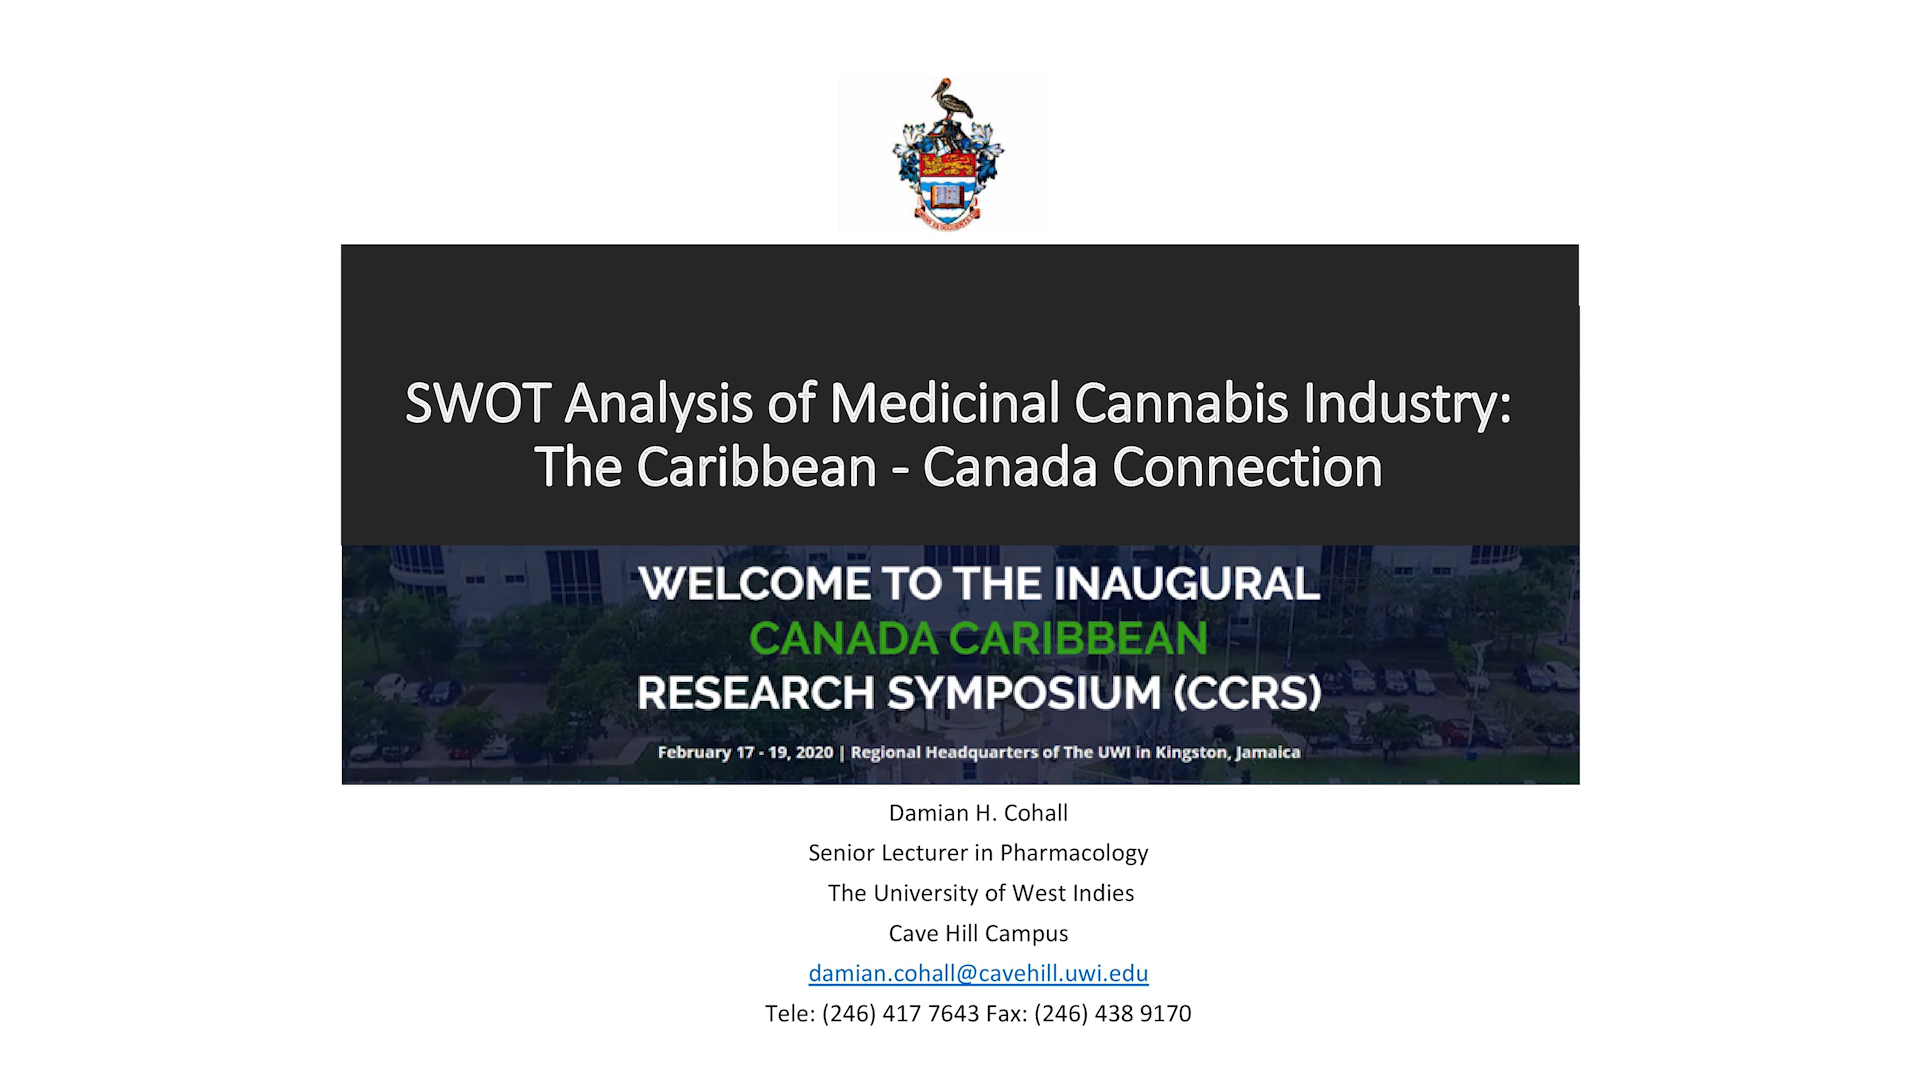 SWOT Analysis of Medicinal Cannabis Industry:
The Caribbean - Canada Connection
WELCOME TO THE INAUGURAL
CANADA CARIBBEAN
RESEARCH SYMPOSIUM (CCRS)
February 17 - 19, 2020 | Regional Headquarters of The UWI in Kingston, Jamaica
Damian H. Cohall
Senior Lecturer in Pharmacology
The University of West Indies
Cave Hill Campus
damian.cohall@cavehill.uwi.edu
Tele: (246) 417 7643 Fax: (246) 438 9170